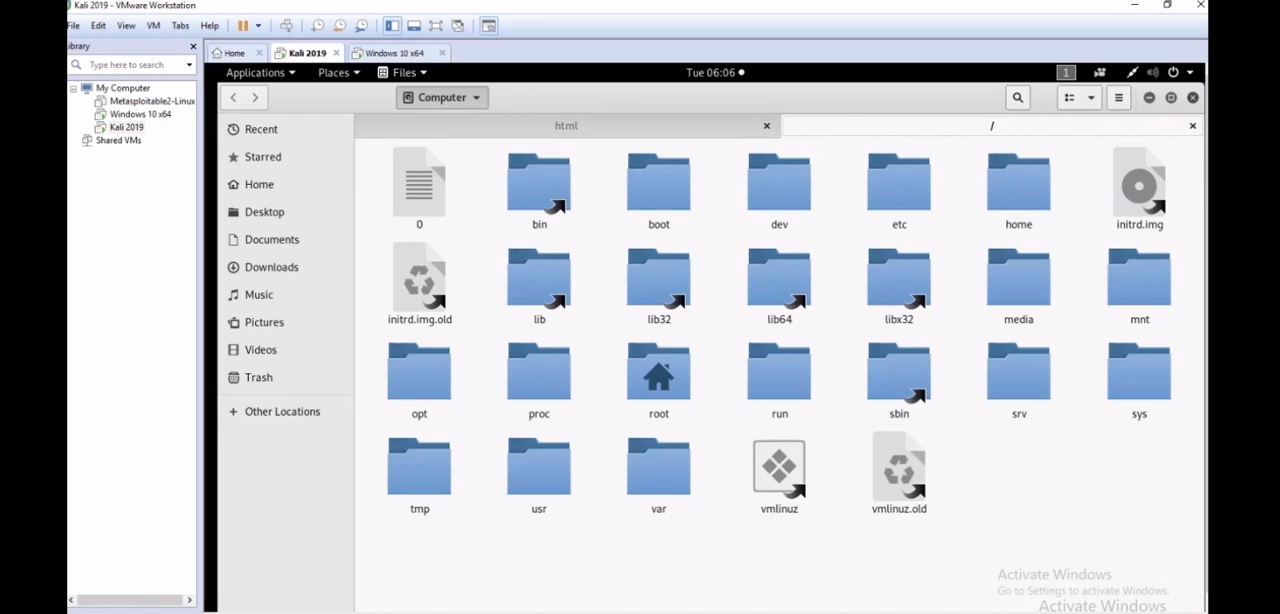 Kali 2019 - VMware Workstation
File Edit View VM Tabs Help
Library
Type here to search
My Computer
Metasploitable2-Linux
Windows 10 x64
Kali 2019
Shared VMs
Home Kali 2019 Windows 10 x64
Applications Places Files Tue 06:06 1
Computer
Recent
Starred
Home
Desktop
Documents
Downloads
Music
Pictures
Videos
Trash
+ Other Locations
html /
0 bin boot dev etc home initrd.img
initrd.img.old lib lib32 lib64 libx32 media mnt
opt proc root run sbin srv sys
tmp usr var vmlinuz vmlinuz.old
Activate Windows
Go to Settings to activate Windows.
Activate Windows